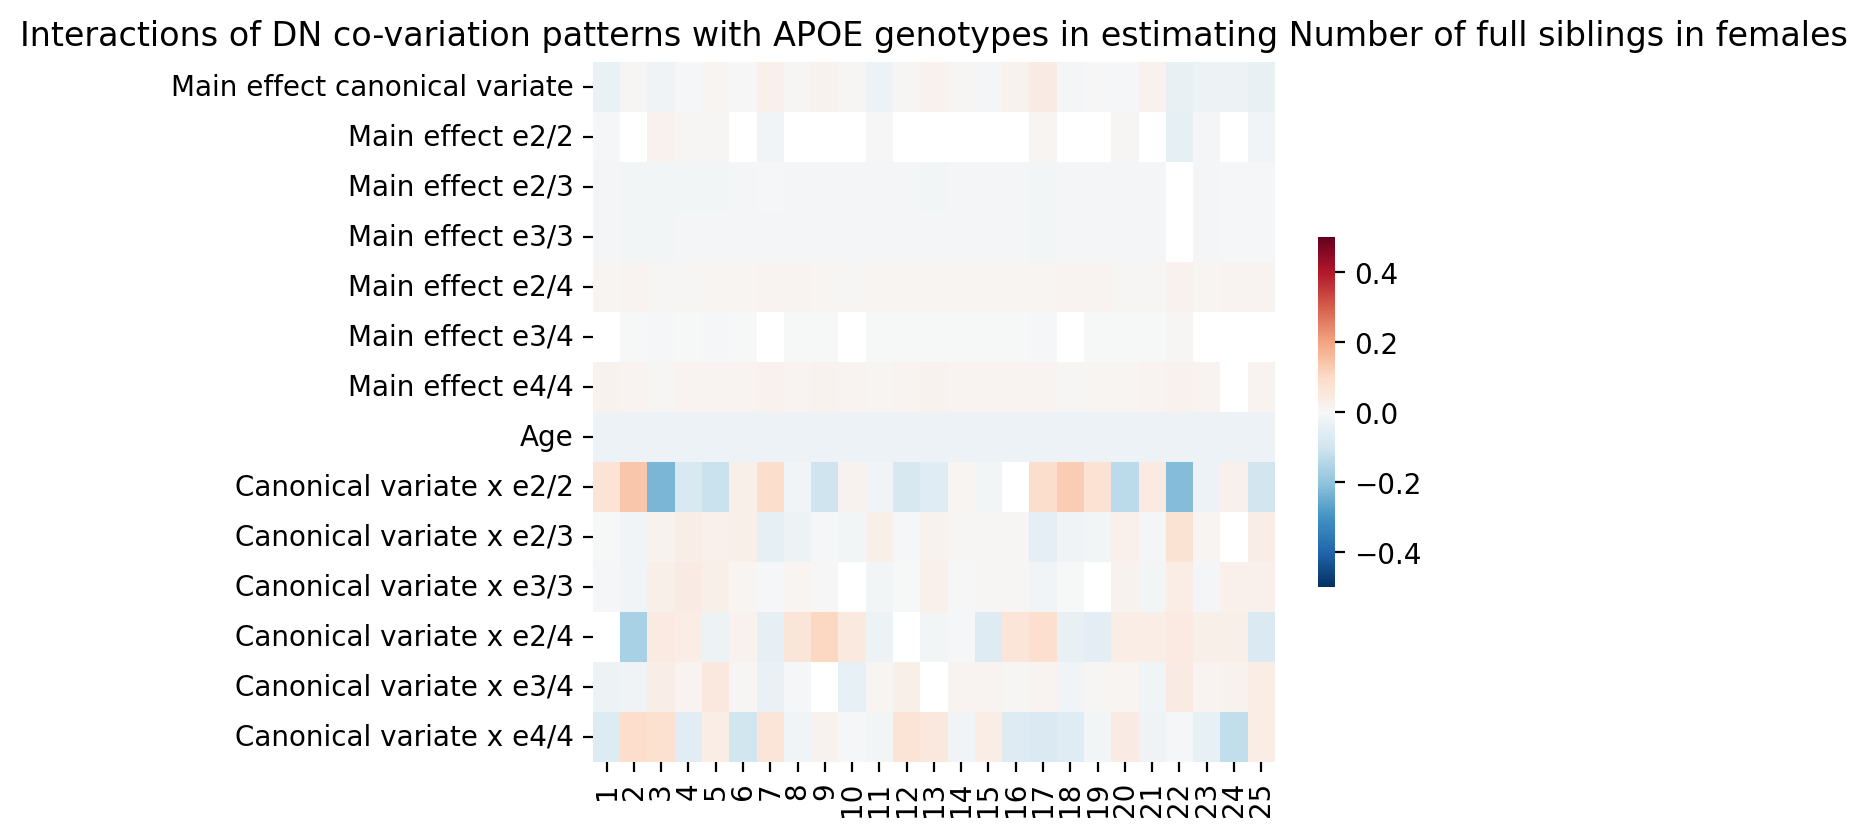 Interactions of DN co-variation patterns with APOE genotypes in estimating Number of full siblings in females
Main effect canonical variate
Main effect e2/2
Main effect e2/3
Main effect e3/3
Main effect e2/4
Main effect e3/4
Main effect e4/4
Age
Canonical variate x e2/2
Canonical variate x e2/3
Canonical variate x e3/3
Canonical variate x e2/4
Canonical variate x e3/4
Canonical variate x e4/4
1 2 3 4 5 6 7 8 9 10 11 12 13 14 15 16 17 18 19 20 21 22 23 24 25
0.4
0.2
0.0
−0.2
−0.4